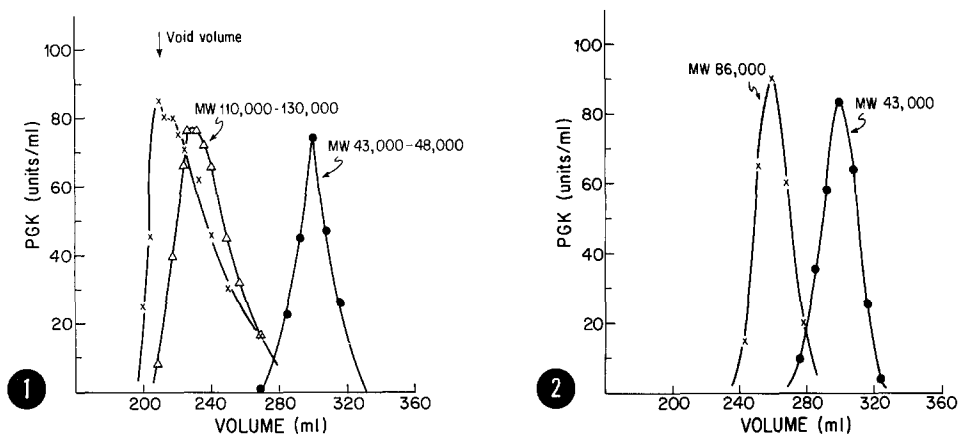 100
80
60
40
20
PGK (units/ml)
Void volume
MW 110,000-130,000
MW 43,000-48,000
200 240 280 320 360
VOLUME (ml)
1
100
80
60
40
20
PGK (units/ml)
MW 86,000
MW 43,000
200 240 280 320 360
VOLUME (ml)
2